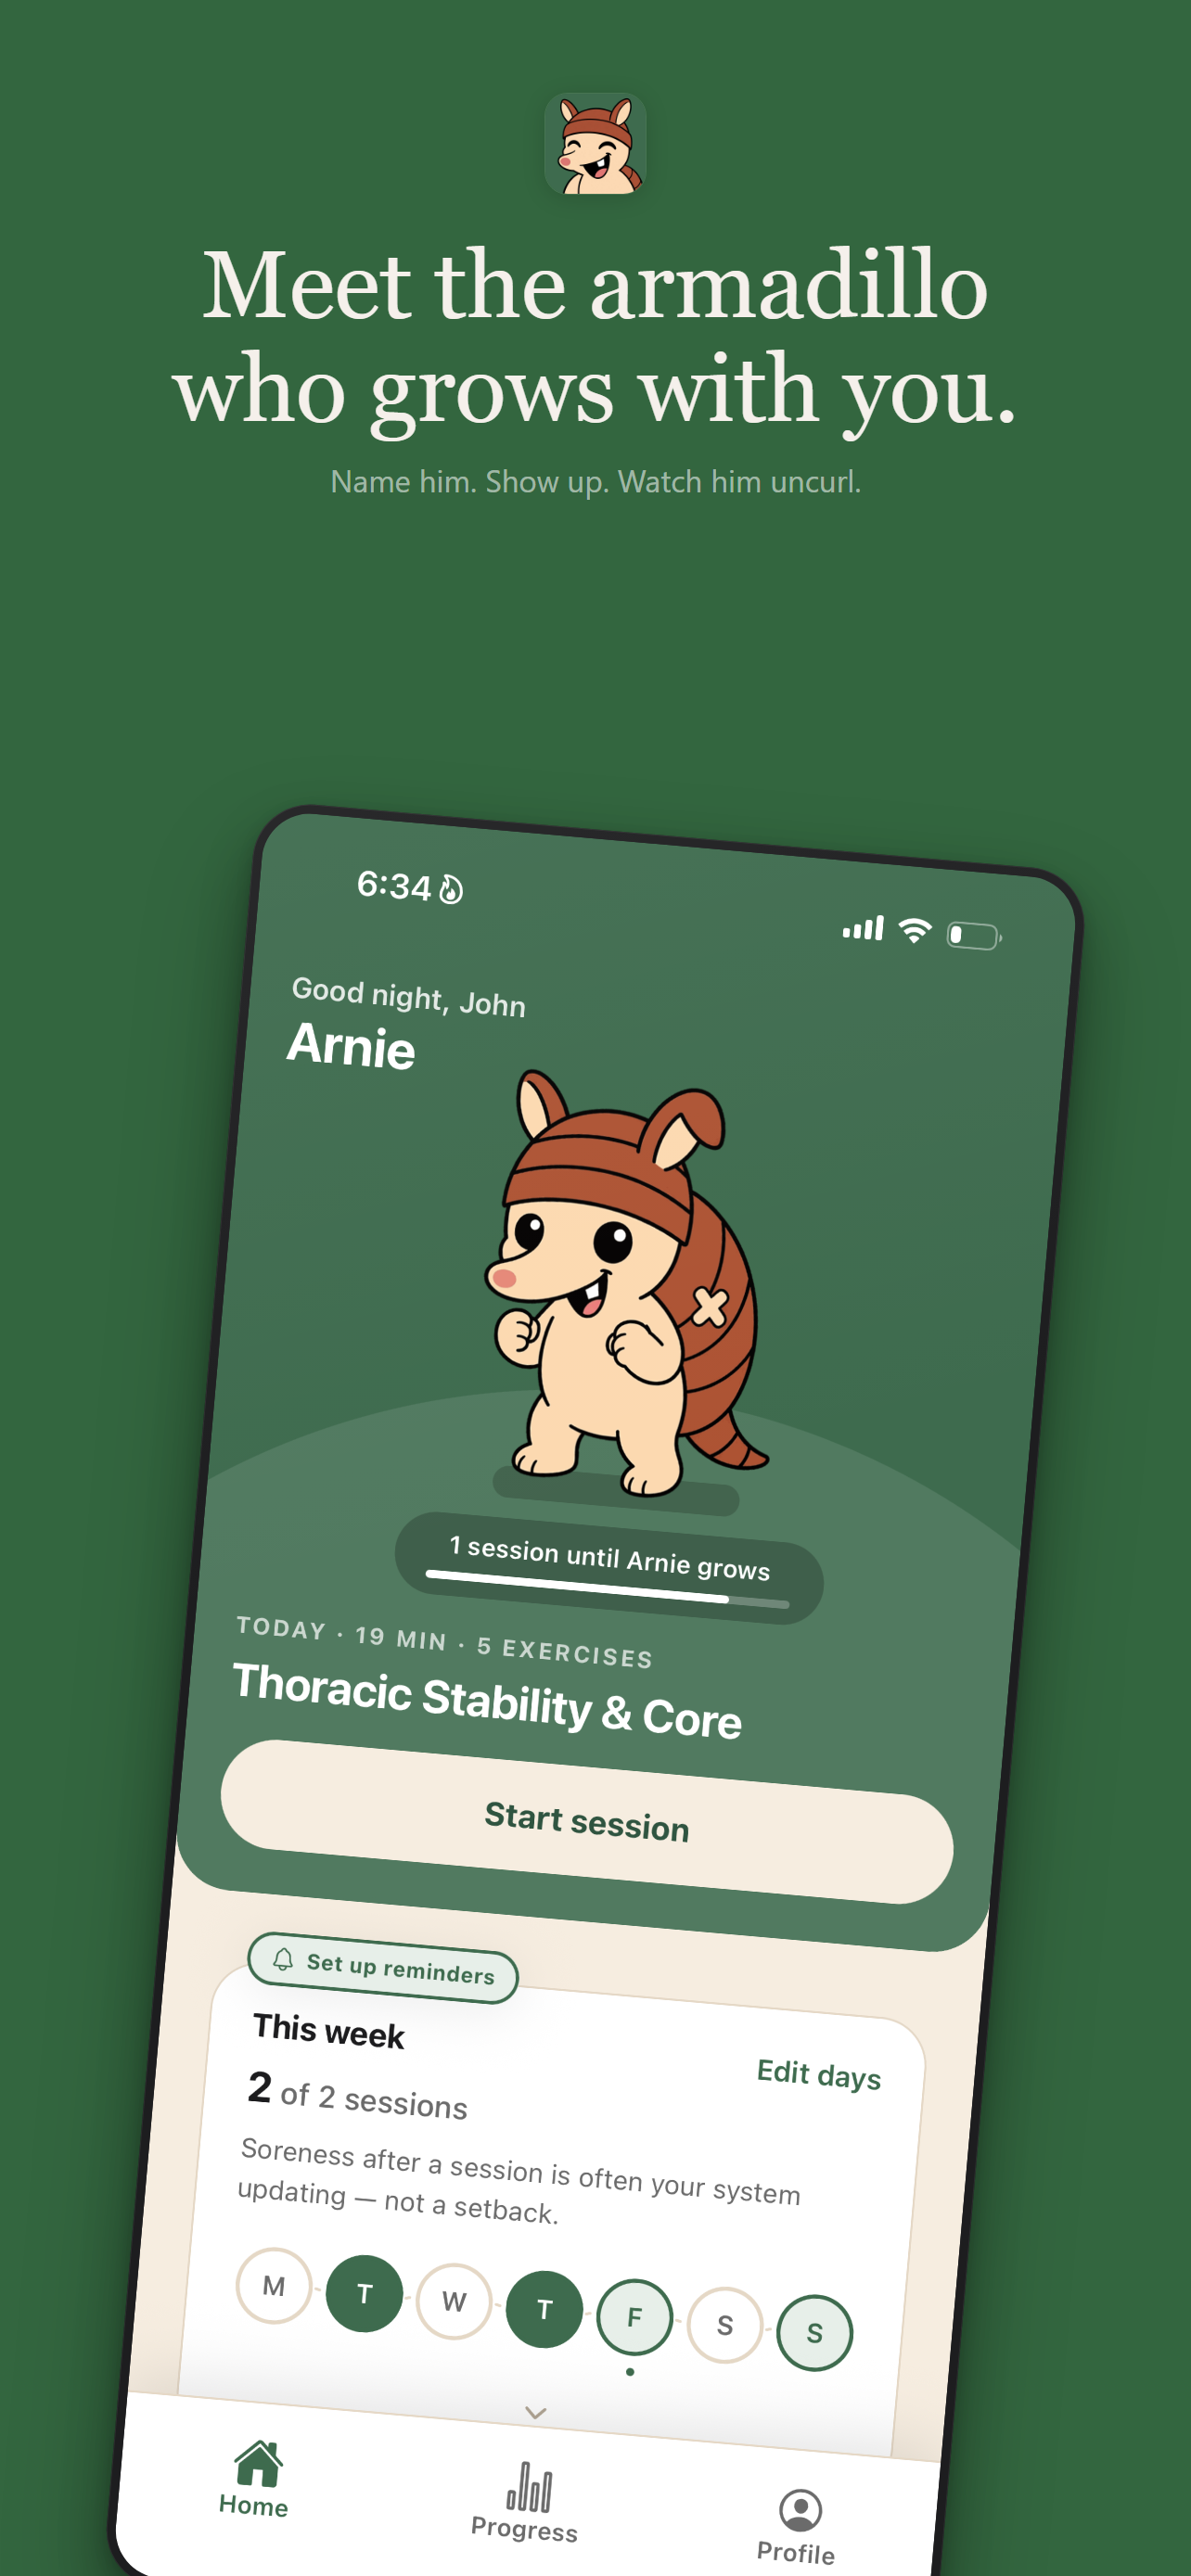 Meet the armadillo
who grows with you.
Name him. Show up. Watch him uncurl.
6:34
Good night, John
Arnie
1 session until Arnie grows
TODAY · 19 MIN · 5 EXERCISES
Thoracic Stability & Core
Start session
Set up reminders
This week
Edit days
2 of 2 sessions
Soreness after a session is often your system
updating — not a setback.
M T W T F S S
Home Progress Profile